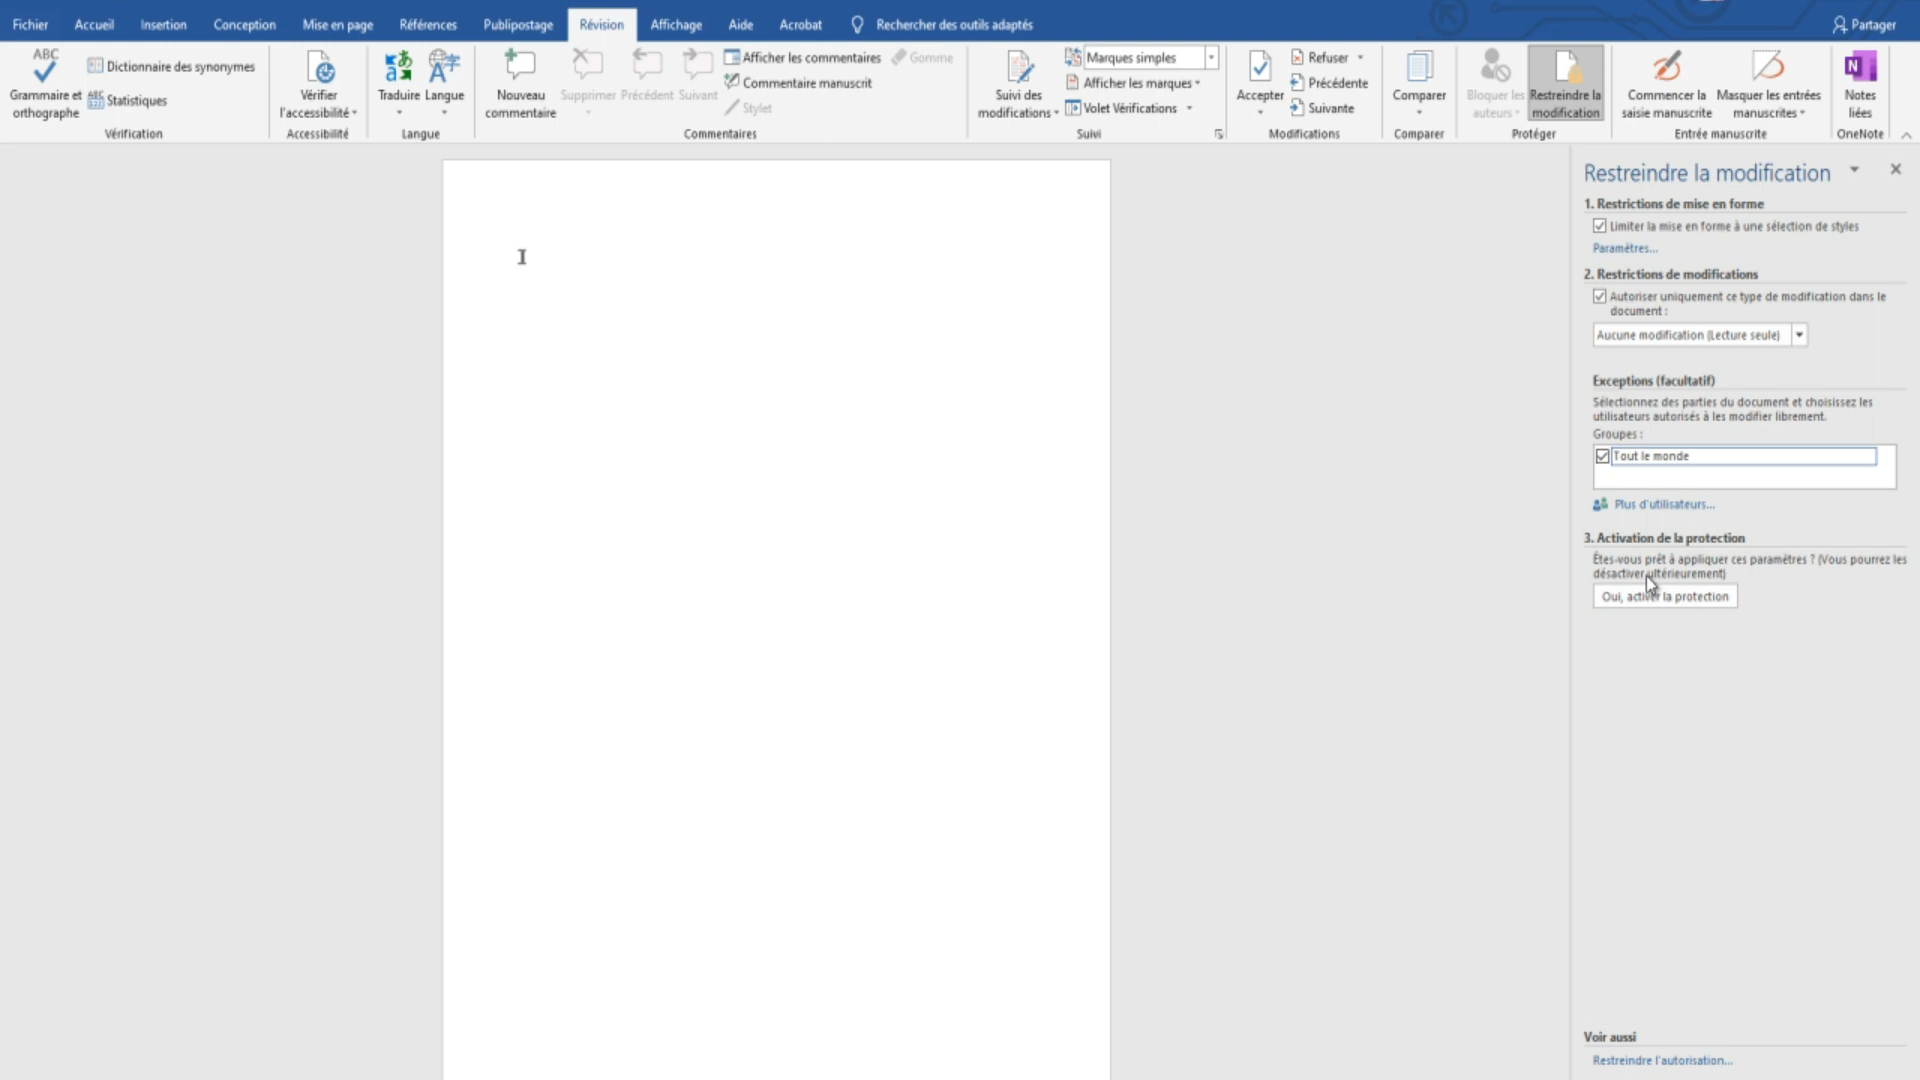 Fichier Accueil Insertion Conception Mise en page Références Publipostage Révision Affichage Aide Acrobat Rechercher des outils adaptés Partager
ABC
Grammaire et
orthographe
Dictionnaire des synonymes
Statistiques
Vérification
Vérifier
l'accessibilité
Accessibilité
Traduire Langue
Langue
Nouveau
commentaire
Supprimer Précédent Suivant
Afficher les commentaires
Commentaire manuscrit
Stylet
Gomme
Commentaires
Suivi des
modifications
Marques simples
Afficher les marques
Volet Vérifications
Suivi
Accepter
Refuser
Précédente
Suivante
Modifications
Comparer
Comparer
Bloquer les
auteurs
Restreindre la
modification
Protéger
Commencer la
saisie manuscrite
Masquer les entrées
manuscrites
Entrée manuscrite
N
Notes
liées
OneNote
Restreindre la modification
1. Restrictions de mise en forme
Limiter la mise en forme à une sélection de styles
Paramètres...
2. Restrictions de modifications
Autoriser uniquement ce type de modification dans le
document :
Aucune modification (Lecture seule)
Exceptions (facultatif)
Sélectionnez des parties du document et choisissez les
utilisateurs autorisés à les modifier librement.
Groupes :
Tout le monde
Plus d'utilisateurs...
3. Activation de la protection
Êtes-vous prêt à appliquer ces paramètres ? (Vous pourrez les
désactiver ultérieurement)
Oui, activer la protection
Voir aussi
Restreindre l'autorisation...